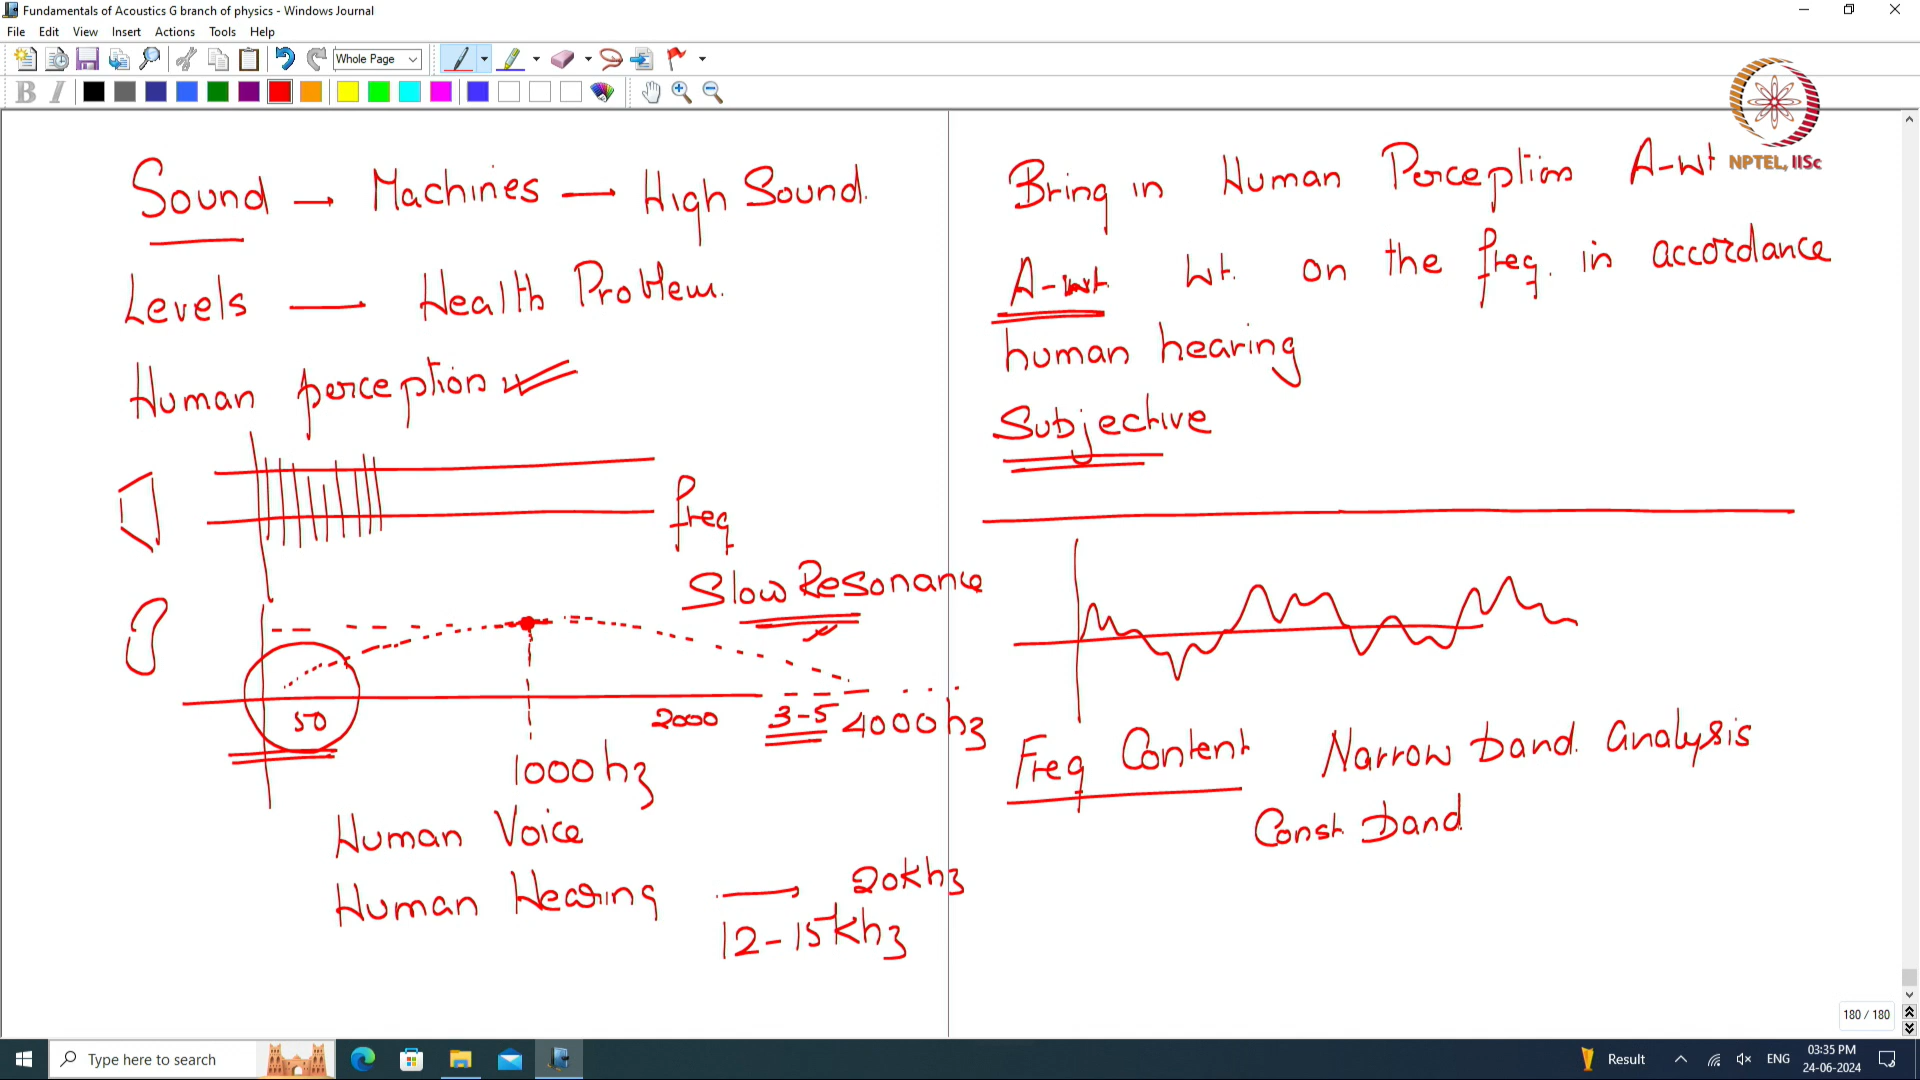 Fundamentals of Acoustics G branch of physics - Windows Journal
File Edit View Insert Actions Tools Help
Whole Page
B I
NPTEL, IISc
Sound → Machines — High Sound.
Levels — Health Problem.
Human perception
freq
Slow Resonance
50
2000
3-5
4000hz
1000hz
Human Voice
Human Hearing
20Khz
12-15Khz
Bring in Human Perception A-wt
A-wt. Wt. on the freq. in accordance
human hearing
Subjective
Freq Content Narrow band. analysis
Const. band
180 / 180
Type here to search
Result
ENG
03:35 PM
24-06-2024